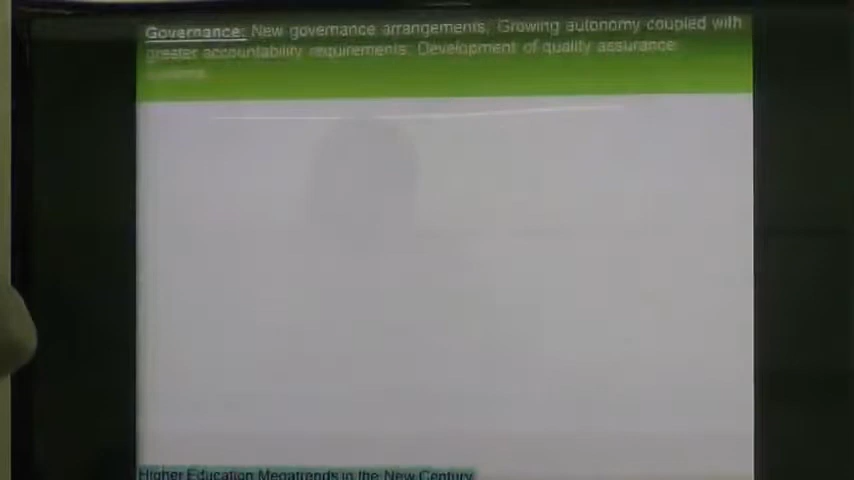 Governance: New governance arrangements; Growing autonomy coupled with
greater accountability requirements; Development of quality assurance
Higher Education Megatrends in the New Century